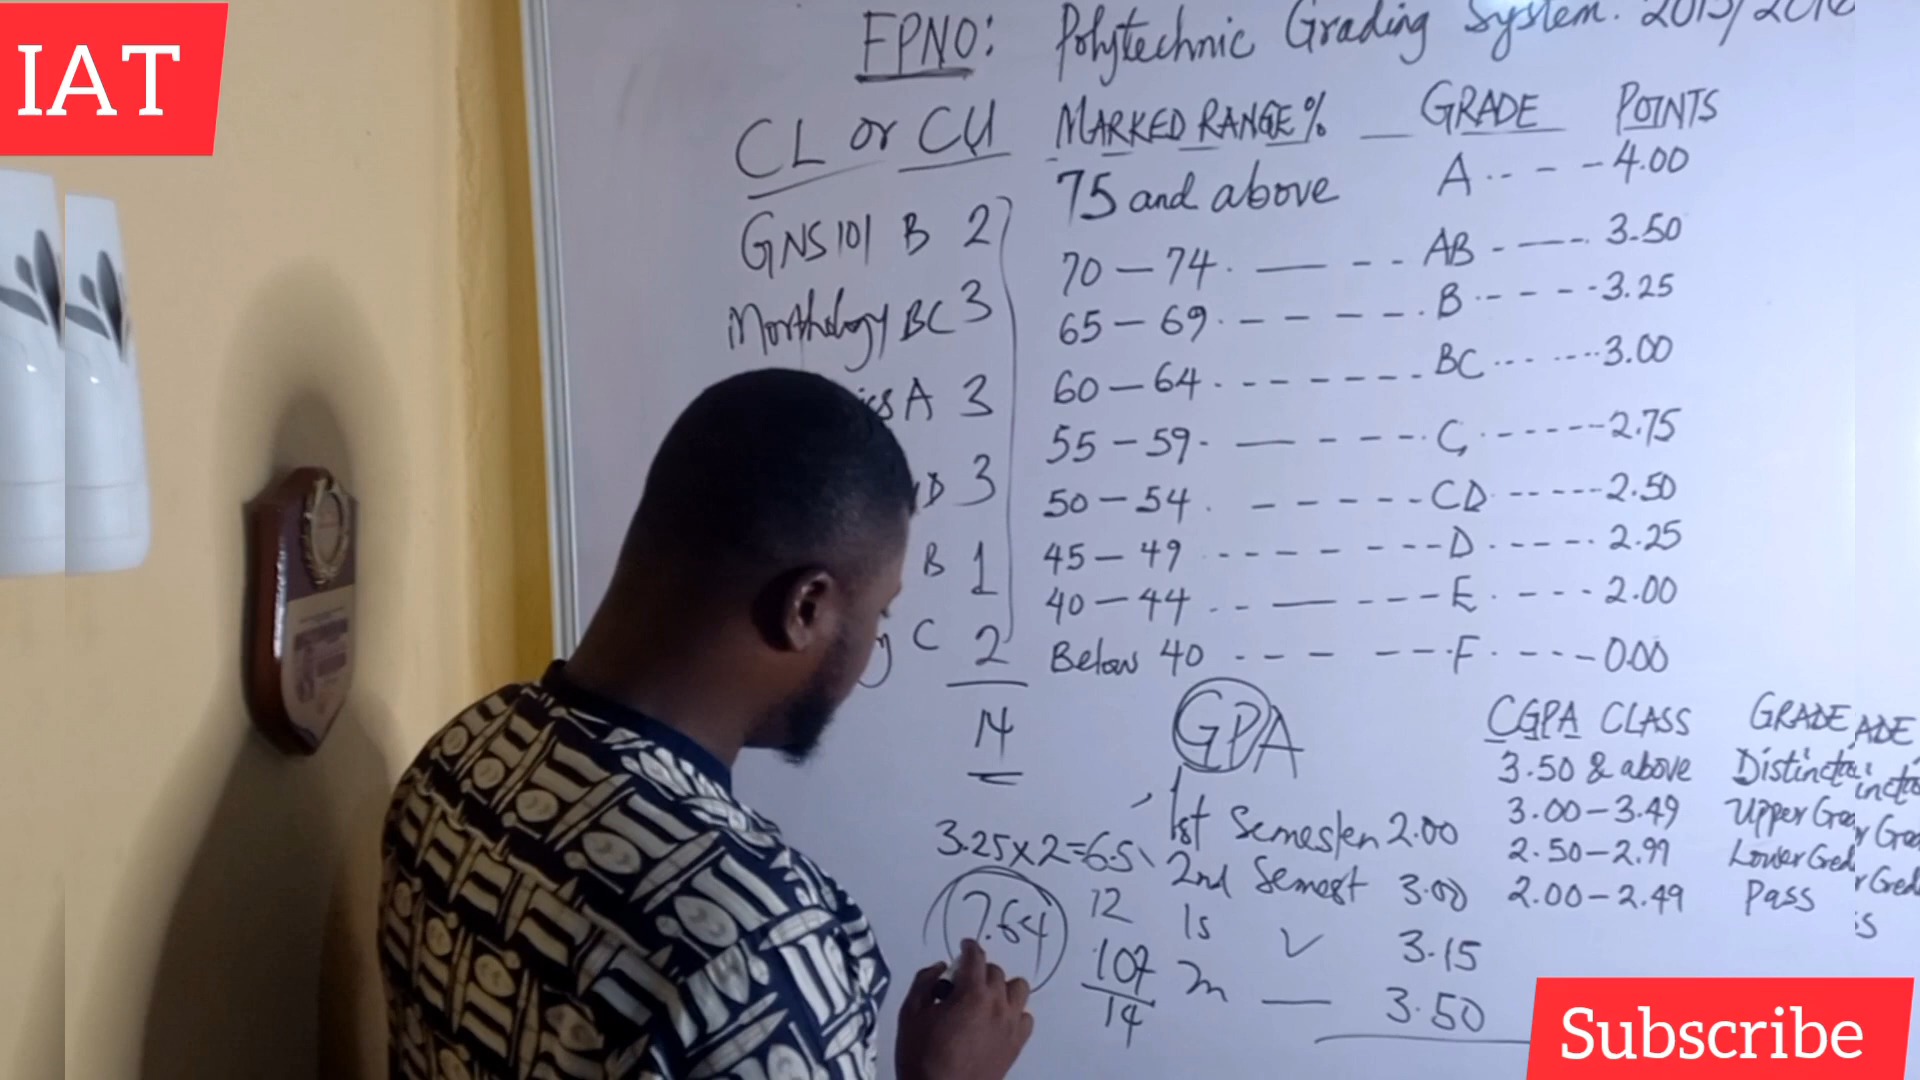 IAT
FPNO: Polytechnic Grading System. 2015/2016
CL or CU MARKED RANGE % GRADE POINTS
GNS 101 B 2
Morthology BC 3
A 3
D 3
B 1
C 2
14
75 and above A 4.00
70 — 74 AB 3.50
65 — 69 B 3.25
60 — 64 BC 3.00
55 — 59 C 2.75
50 — 54 CD 2.50
45 — 49 D 2.25
40 — 44 E 2.00
Below 40 F 0.00
GPA
1st Semester 2.00
2nd Semest 3.00
1s 3.15
3.50
3.25×2=6.5
12
107
14
7.64
CGPA CLASS GRADE
3.50 & above
3.00 – 3.49 Upper
2.50 – 2.99 Lower
2.00 – 2.49 Pass
Subscribe